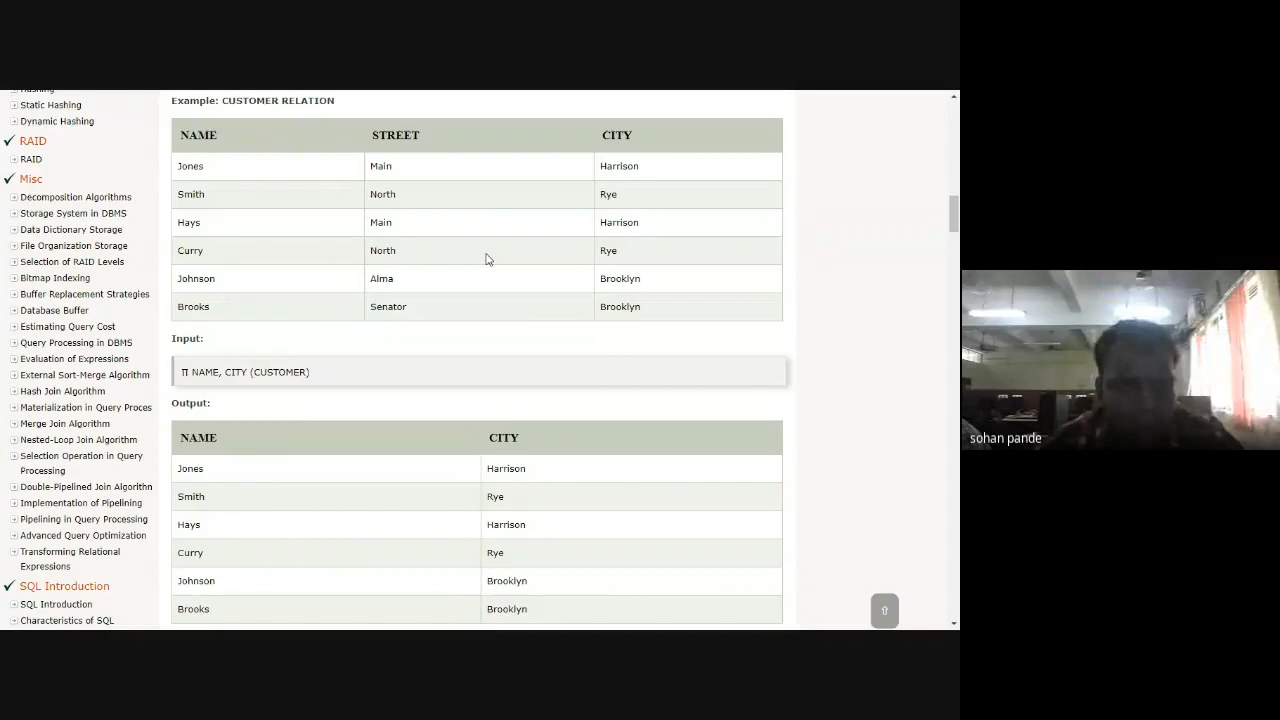 Hashing
Static Hashing
Dynamic Hashing
RAID
RAID
Misc
Decomposition Algorithms
Storage System in DBMS
Data Dictionary Storage
File Organization Storage
Selection of RAID Levels
Bitmap Indexing
Buffer Replacement Strategies
Database Buffer
Estimating Query Cost
Query Processing in DBMS
Evaluation of Expressions
External Sort-Merge Algorithm
Hash Join Algorithm
Materialization in Query Proces
Merge Join Algorithm
Nested-Loop Join Algorithm
Selection Operation in Query
Processing
Double-Pipelined Join Algorithn
Implementation of Pipelining
Pipelining in Query Processing
Advanced Query Optimization
Transforming Relational
Expressions
SQL Introduction
SQL Introduction
Characteristics of SQL
Example: CUSTOMER RELATION
NAME STREET CITY
Jones Main Harrison
Smith North Rye
Hays Main Harrison
Curry North Rye
Johnson Alma Brooklyn
Brooks Senator Brooklyn
Input:
∏ NAME, CITY (CUSTOMER)
Output:
NAME CITY
Jones Harrison
Smith Rye
Hays Harrison
Curry Rye
Johnson Brooklyn
Brooks Brooklyn
sohan pande